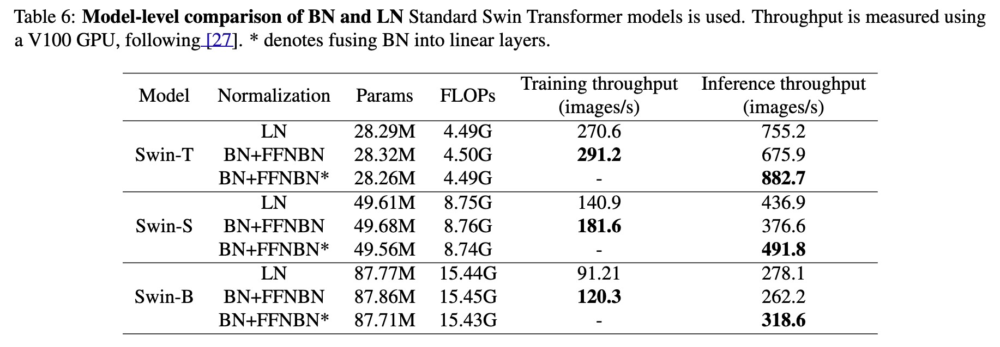 Table 6: Model-level comparison of BN and LN Standard Swin Transformer models is used. Throughput is measured using
a V100 GPU, following [27]. * denotes fusing BN into linear layers.
Model Normalization Params FLOPs Training throughput (images/s) Inference throughput (images/s)
LN 28.29M 4.49G 270.6 755.2
Swin-T BN+FFNBN 28.32M 4.50G 291.2 675.9
BN+FFNBN* 28.26M 4.49G - 882.7
LN 49.61M 8.75G 140.9 436.9
Swin-S BN+FFNBN 49.68M 8.76G 181.6 376.6
BN+FFNBN* 49.56M 8.74G - 491.8
LN 87.77M 15.44G 91.21 278.1
Swin-B BN+FFNBN 87.86M 15.45G 120.3 262.2
BN+FFNBN* 87.71M 15.43G - 318.6